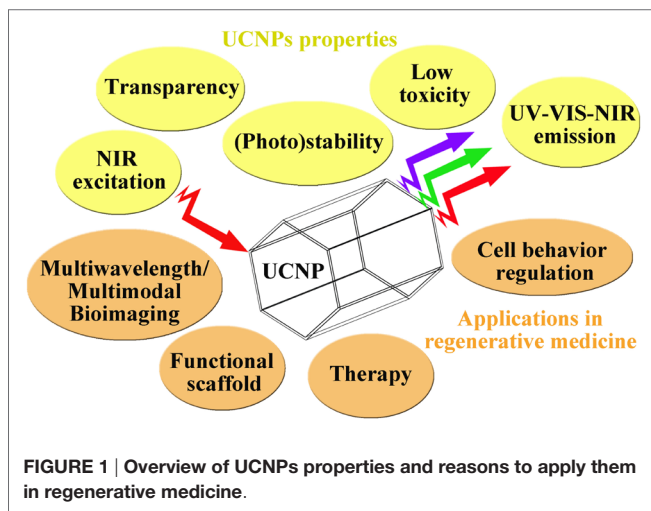 UCNPs properties
Transparency
Low
toxicity
UV-VIS-NIR
emission
(Photo)stability
NIR
excitation
UCNP
Cell behavior
regulation
Multiwavelength/
Multimodal
Bioimaging
Applications in
regenerative medicine
Functional
scaffold
Therapy
FIGURE 1 | Overview of UCNPs properties and reasons to apply them
in regenerative medicine.